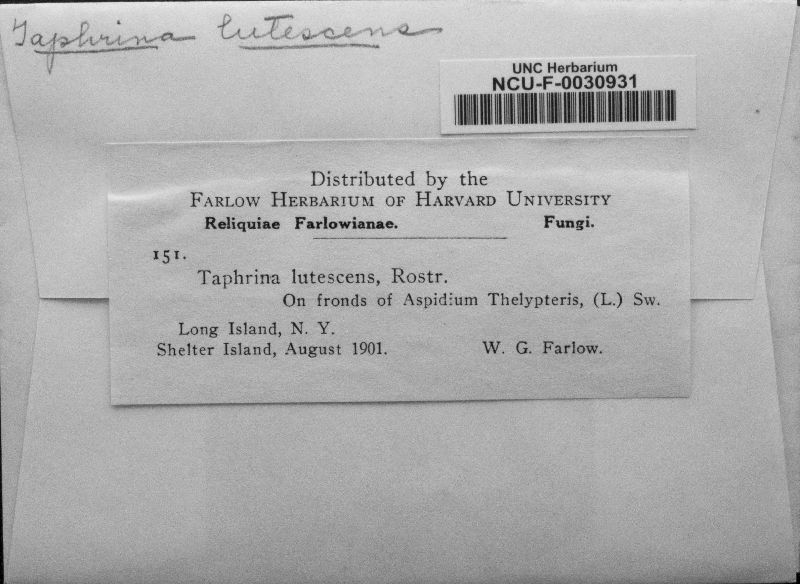 Taphrina lutescens
UNC Herbarium
NCU-F-0030931
Distributed by the
Farlow Herbarium of Harvard University
Reliquiae Farlowianae. Fungi.
151.
Taphrina lutescens, Rostr.
On fronds of Aspidium Thelypteris, (L.) Sw.
Long Island, N. Y.
Shelter Island, August 1901. W. G. Farlow.